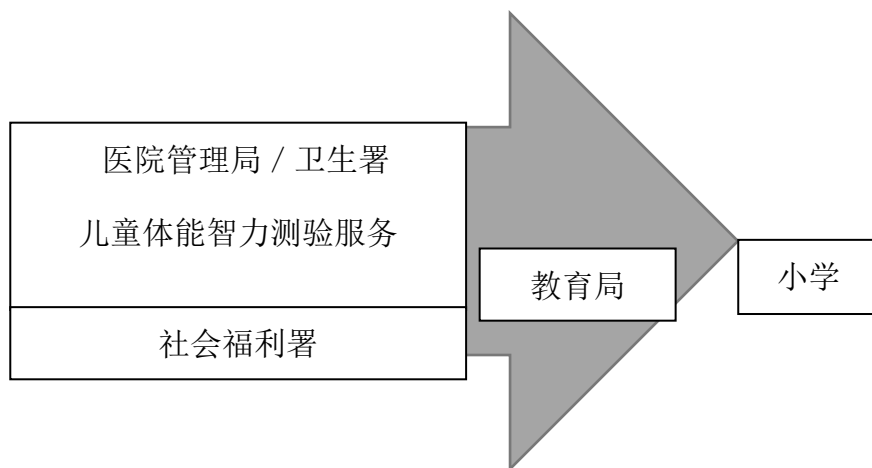 医院管理局 / 卫生署
儿童体能智力测验服务
社会福利署
教育局
小学